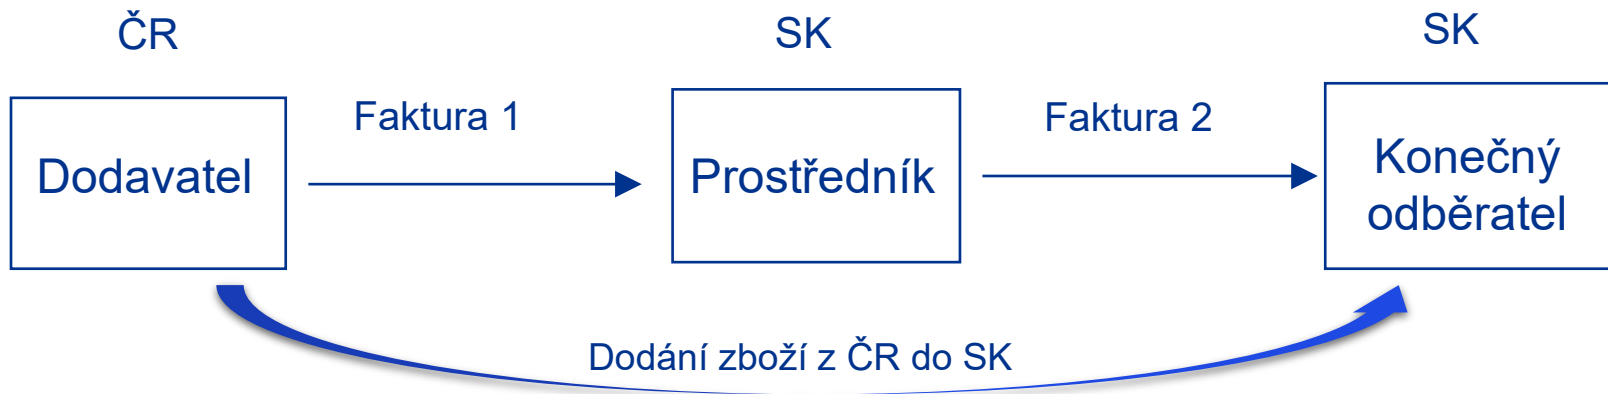 ČR
SK
SK
Faktura 1
Faktura 2
Dodavatel
Prostředník
Konečný
odběratel
Dodání zboží z ČR do SK